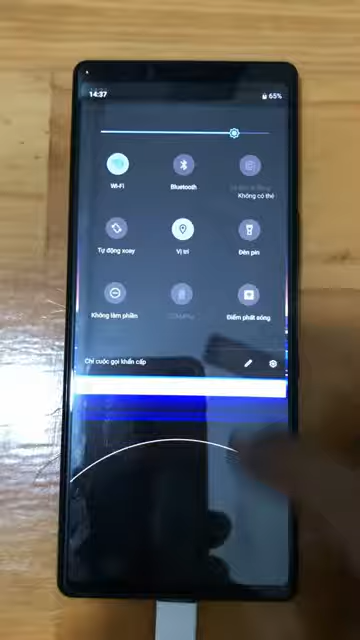 14:37
65%
Wi-Fi
Bluetooth
Không có thẻ
Tự động xoay
Vị trí
Đèn pin
Không làm phiền
Điểm phát sóng
Chỉ cuộc gọi khẩn cấp